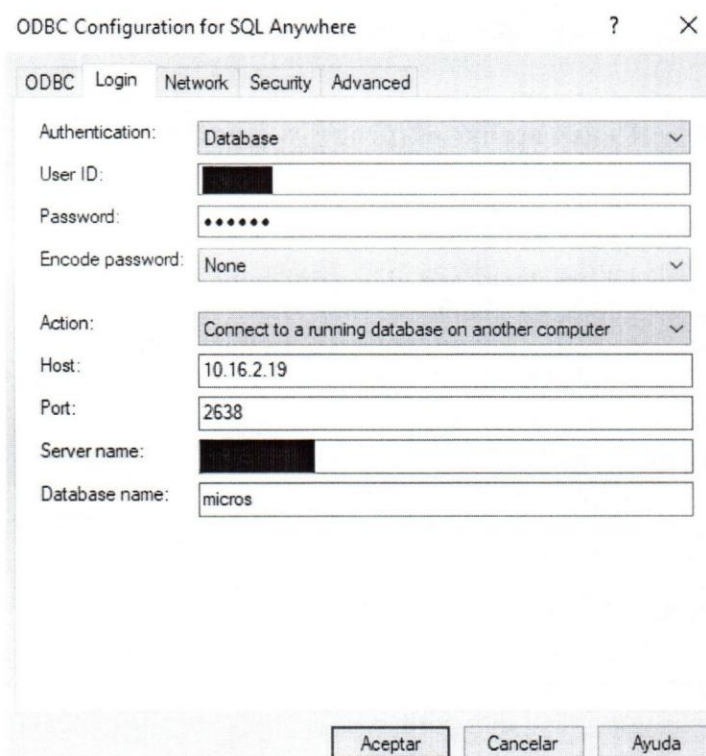 ODBC Configuration for SQL Anywhere ? ×
ODBC Login Network Security Advanced
Authentication: Database
User ID:
Password: ••••••
Encode password: None
Action: Connect to a running database on another computer
Host: 10.16.2.19
Port: 2638
Server name:
Database name: micros
Aceptar Cancelar Ayuda